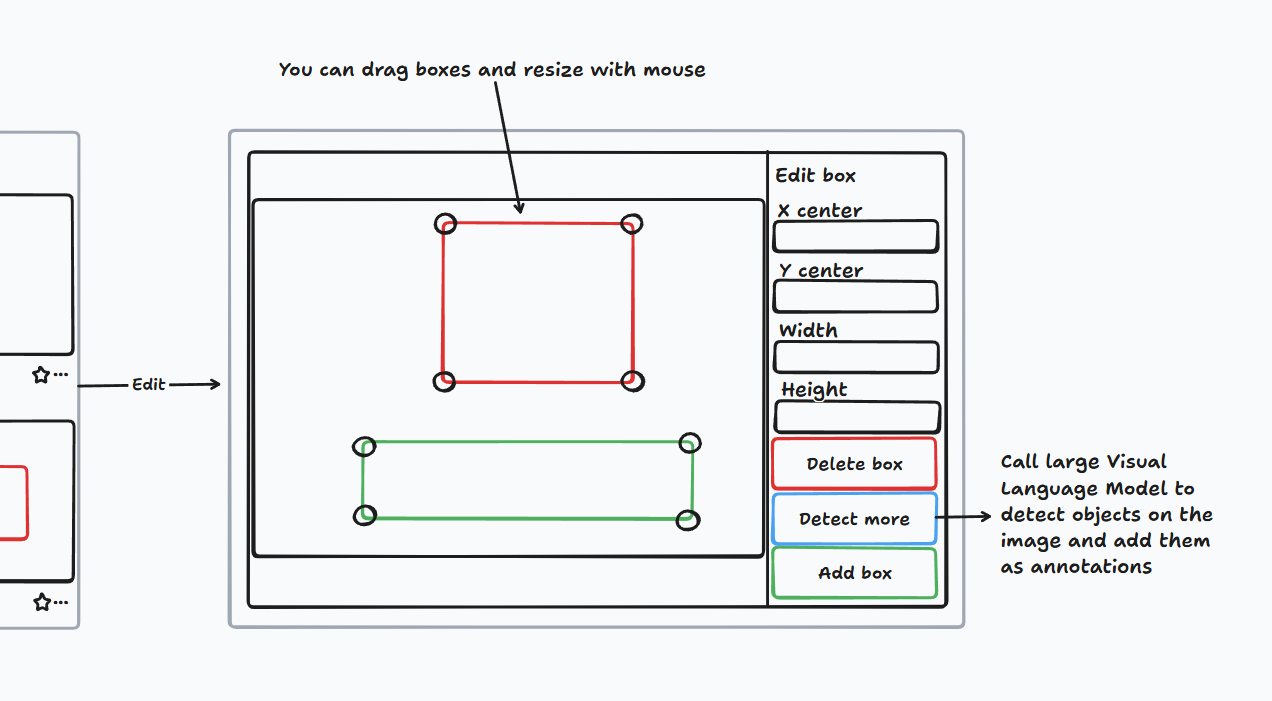 You can drag boxes and resize with mouse
Edit
Edit box
X center
Y center
Width
Height
Delete box
Detect more
Add box
Call large Visual
Language Model to
detect objects on the
image and add them
as annotations